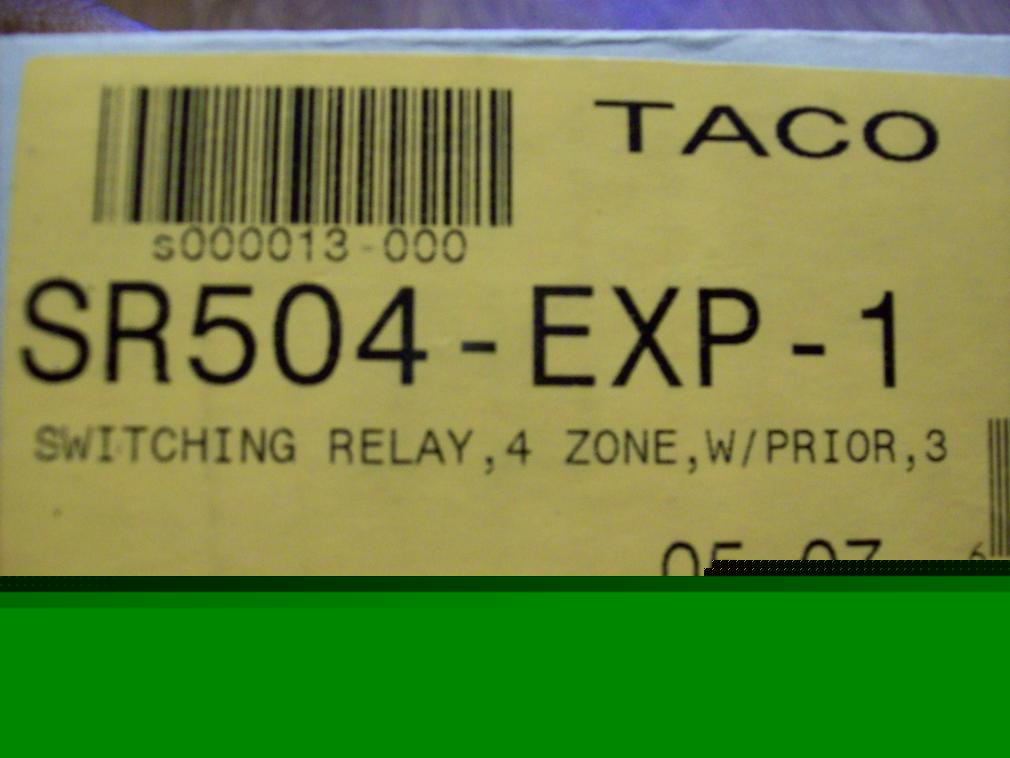 TACO
s000013-000
SR504-EXP-1
SWITCHING RELAY,4 ZONE,W/PRIOR,3